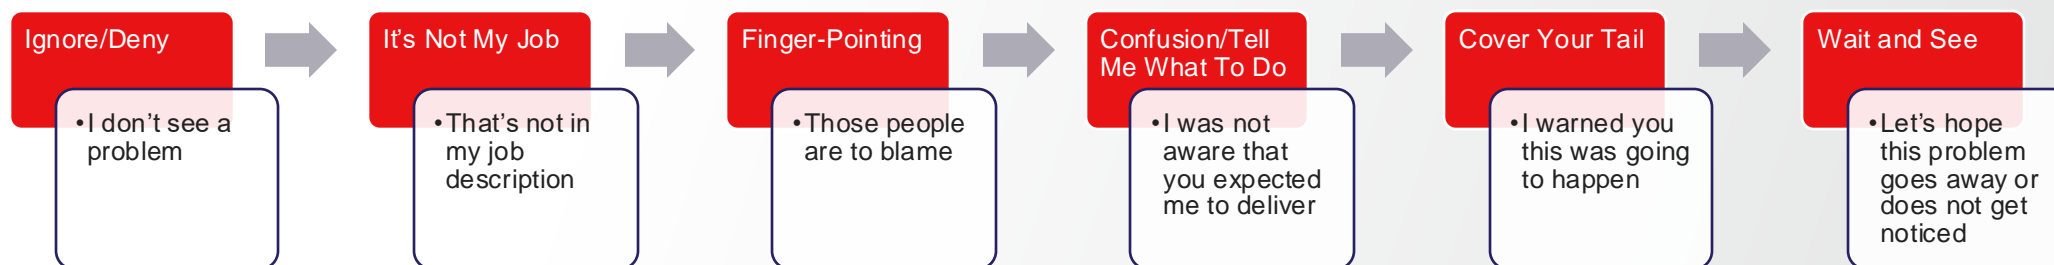 Ignore/Deny
•I don't see a
problem
It's Not My Job
•That's not in
my job
description
Finger-Pointing
•Those people
are to blame
Confusion/Tell
Me What To Do
•I was not
aware that
you expected
me to deliver
Cover Your Tail
•I warned you
this was going
to happen
Wait and See
•Let's hope
this problem
goes away or
does not get
noticed